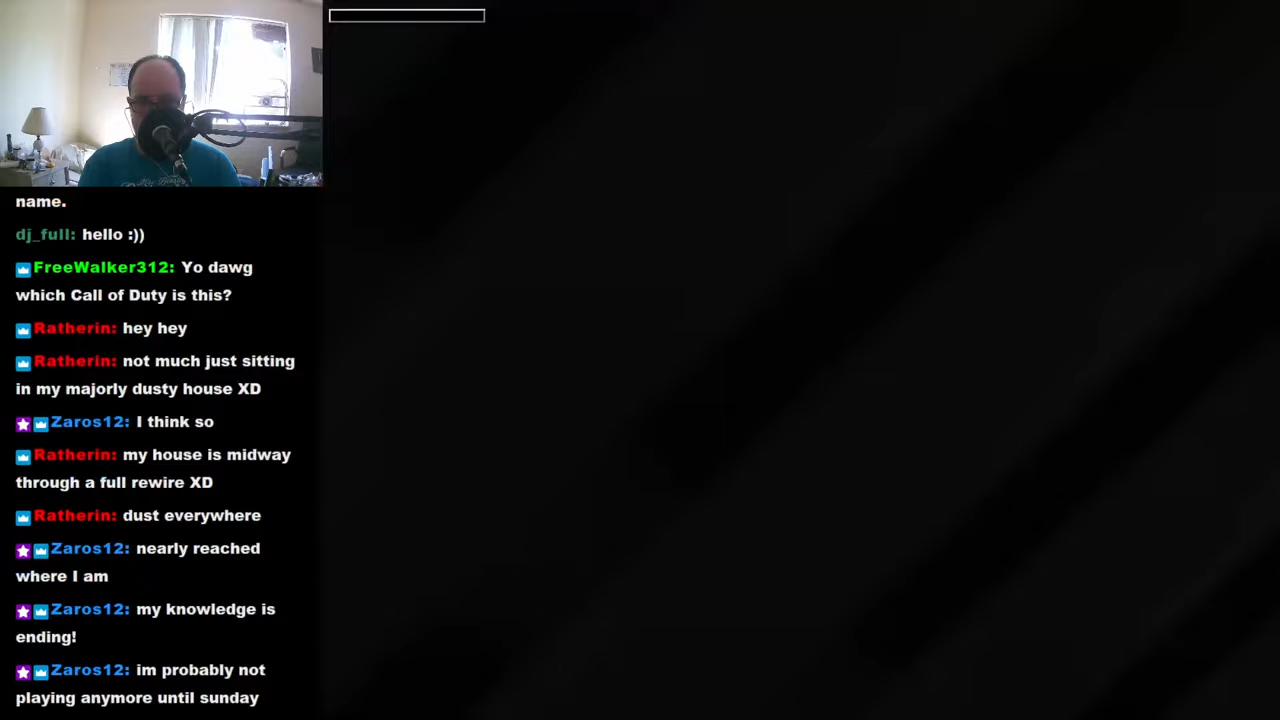 name.
dj_full: hello :))
FreeWalker312: Yo dawg
which Call of Duty is this?
Ratherin: hey hey
Ratherin: not much just sitting
in my majorly dusty house XD
Zaros12: I think so
Ratherin: my house is midway
through a full rewire XD
Ratherin: dust everywhere
Zaros12: nearly reached
where I am
Zaros12: my knowledge is
ending!
Zaros12: im probably not
playing anymore until sunday